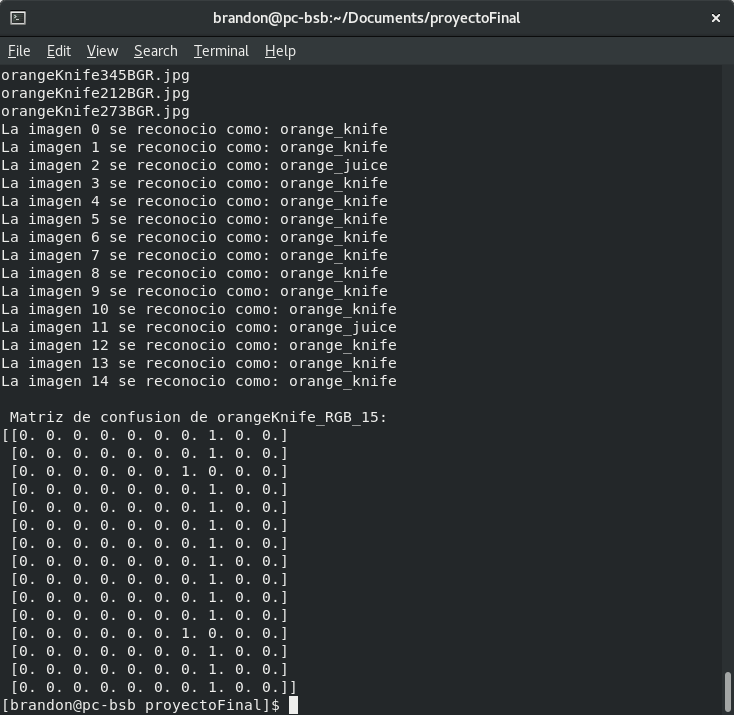 brandon@pc-bsb:~/Documents/proyectoFinal
File Edit View Search Terminal Help
orangeKnife345BGR.jpg
orangeKnife212BGR.jpg
orangeKnife273BGR.jpg
La imagen 0 se reconocio como: orange_knife
La imagen 1 se reconocio como: orange_knife
La imagen 2 se reconocio como: orange_juice
La imagen 3 se reconocio como: orange_knife
La imagen 4 se reconocio como: orange_knife
La imagen 5 se reconocio como: orange_knife
La imagen 6 se reconocio como: orange_knife
La imagen 7 se reconocio como: orange_knife
La imagen 8 se reconocio como: orange_knife
La imagen 9 se reconocio como: orange_knife
La imagen 10 se reconocio como: orange_knife
La imagen 11 se reconocio como: orange_juice
La imagen 12 se reconocio como: orange_knife
La imagen 13 se reconocio como: orange_knife
La imagen 14 se reconocio como: orange_knife
Matriz de confusion de orangeKnife_RGB_15:
[[0. 0. 0. 0. 0. 0. 0. 1. 0. 0.]
[0. 0. 0. 0. 0. 0. 0. 1. 0. 0.]
[0. 0. 0. 0. 0. 0. 1. 0. 0. 0.]
[0. 0. 0. 0. 0. 0. 0. 1. 0. 0.]
[0. 0. 0. 0. 0. 0. 0. 1. 0. 0.]
[0. 0. 0. 0. 0. 0. 0. 1. 0. 0.]
[0. 0. 0. 0. 0. 0. 0. 1. 0. 0.]
[0. 0. 0. 0. 0. 0. 0. 1. 0. 0.]
[0. 0. 0. 0. 0. 0. 0. 1. 0. 0.]
[0. 0. 0. 0. 0. 0. 0. 1. 0. 0.]
[0. 0. 0. 0. 0. 0. 0. 1. 0. 0.]
[0. 0. 0. 0. 0. 0. 1. 0. 0. 0.]
[0. 0. 0. 0. 0. 0. 0. 1. 0. 0.]
[0. 0. 0. 0. 0. 0. 0. 1. 0. 0.]
[0. 0. 0. 0. 0. 0. 0. 1. 0. 0.]]
[brandon@pc-bsb proyectoFinal]$